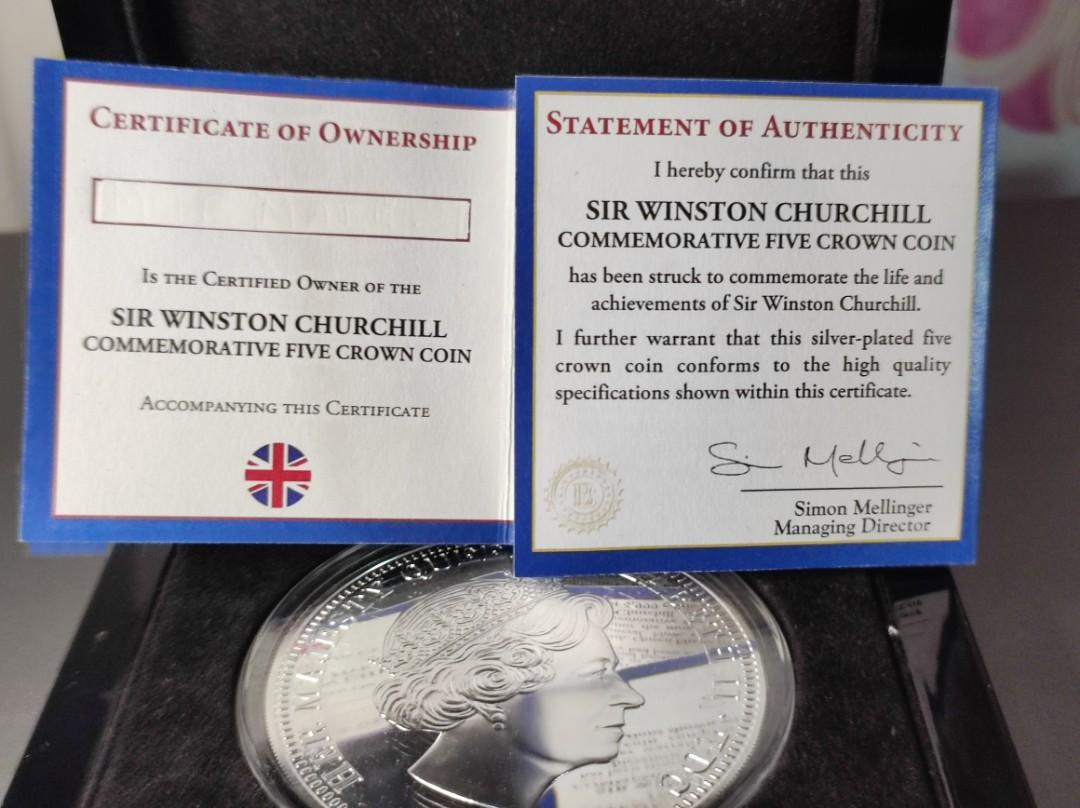 CERTIFICATE OF OWNERSHIP
IS THE CERTIFIED OWNER OF THE
SIR WINSTON CHURCHILL
COMMEMORATIVE FIVE CROWN COIN
ACCOMPANYING THIS CERTIFICATE
STATEMENT OF AUTHENTICITY
I hereby confirm that this
SIR WINSTON CHURCHILL
COMMEMORATIVE FIVE CROWN COIN
has been struck to commemorate the life and
achievements of Sir Winston Churchill.
I further warrant that this silver-plated five
crown coin conforms to the high quality
specifications shown within this certificate.
Simon Mellinger
Managing Director
HER MAJESTY